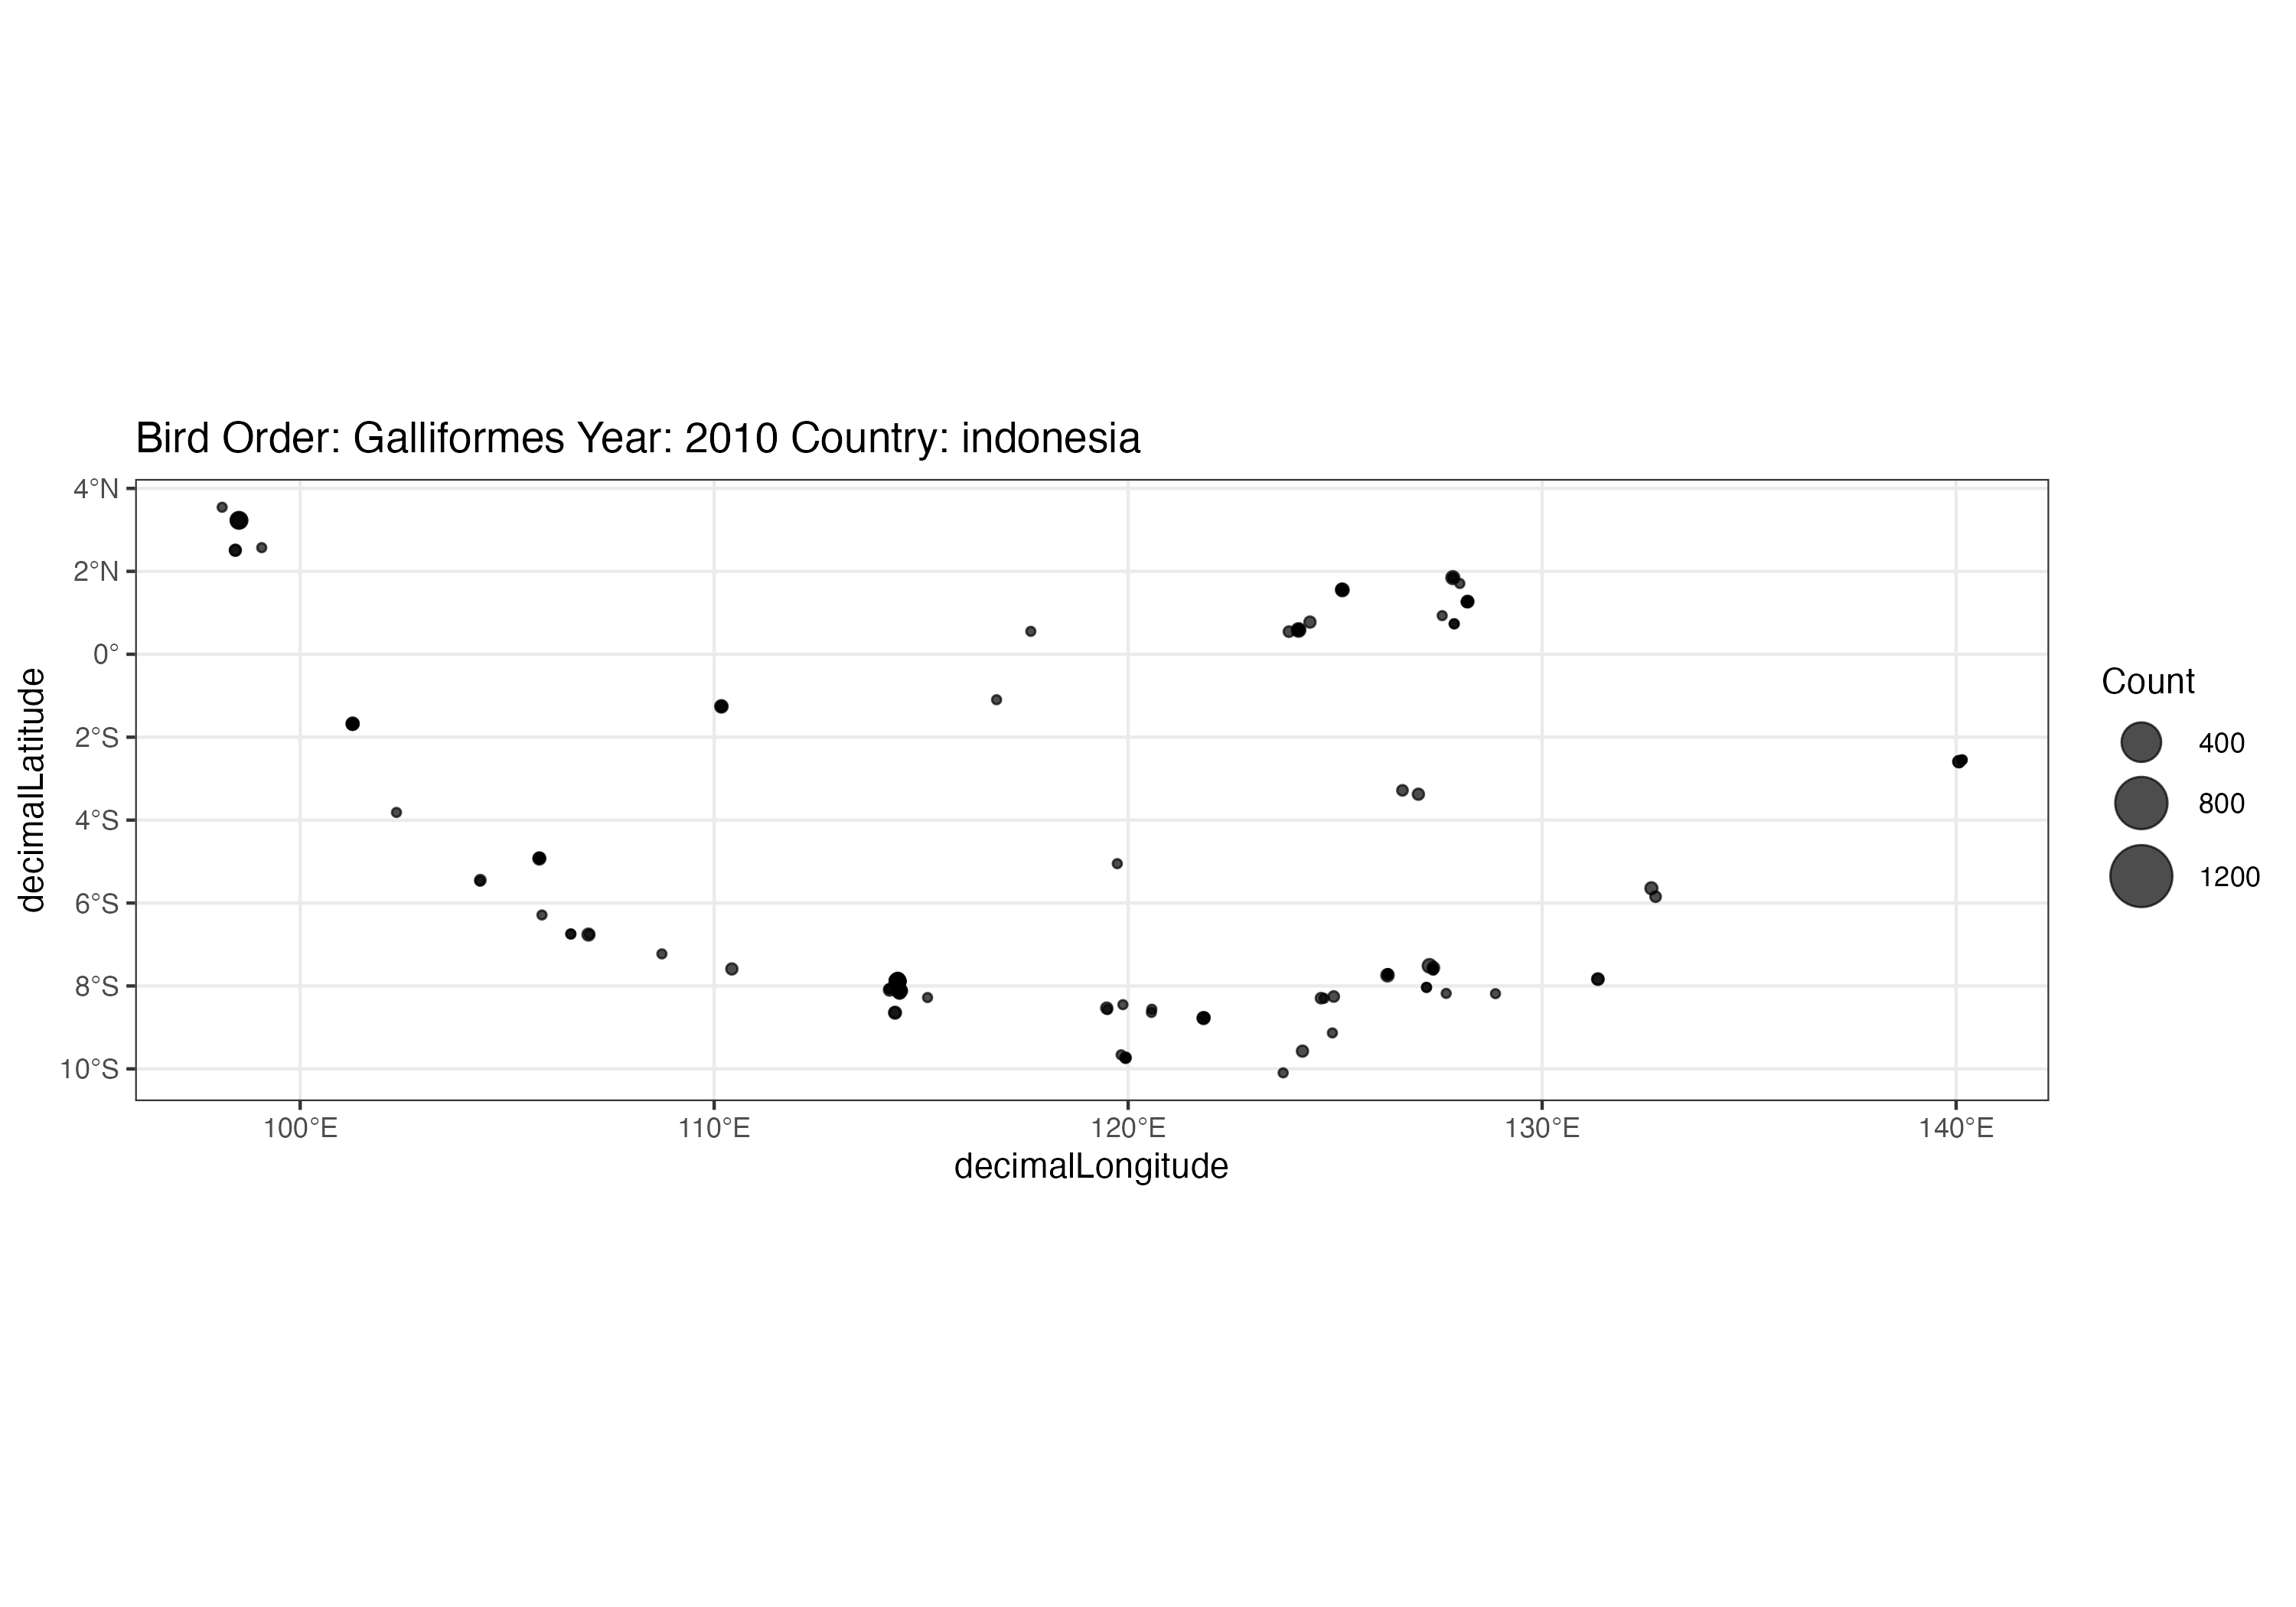 Bird Order: Galliformes Year: 2010 Country: indonesia
4°N
2°N
0°
2°S
4°S
6°S
8°S
10°S
decimalLatitude
100°E 110°E 120°E 130°E 140°E
decimalLongitude
Count
400
800
1200